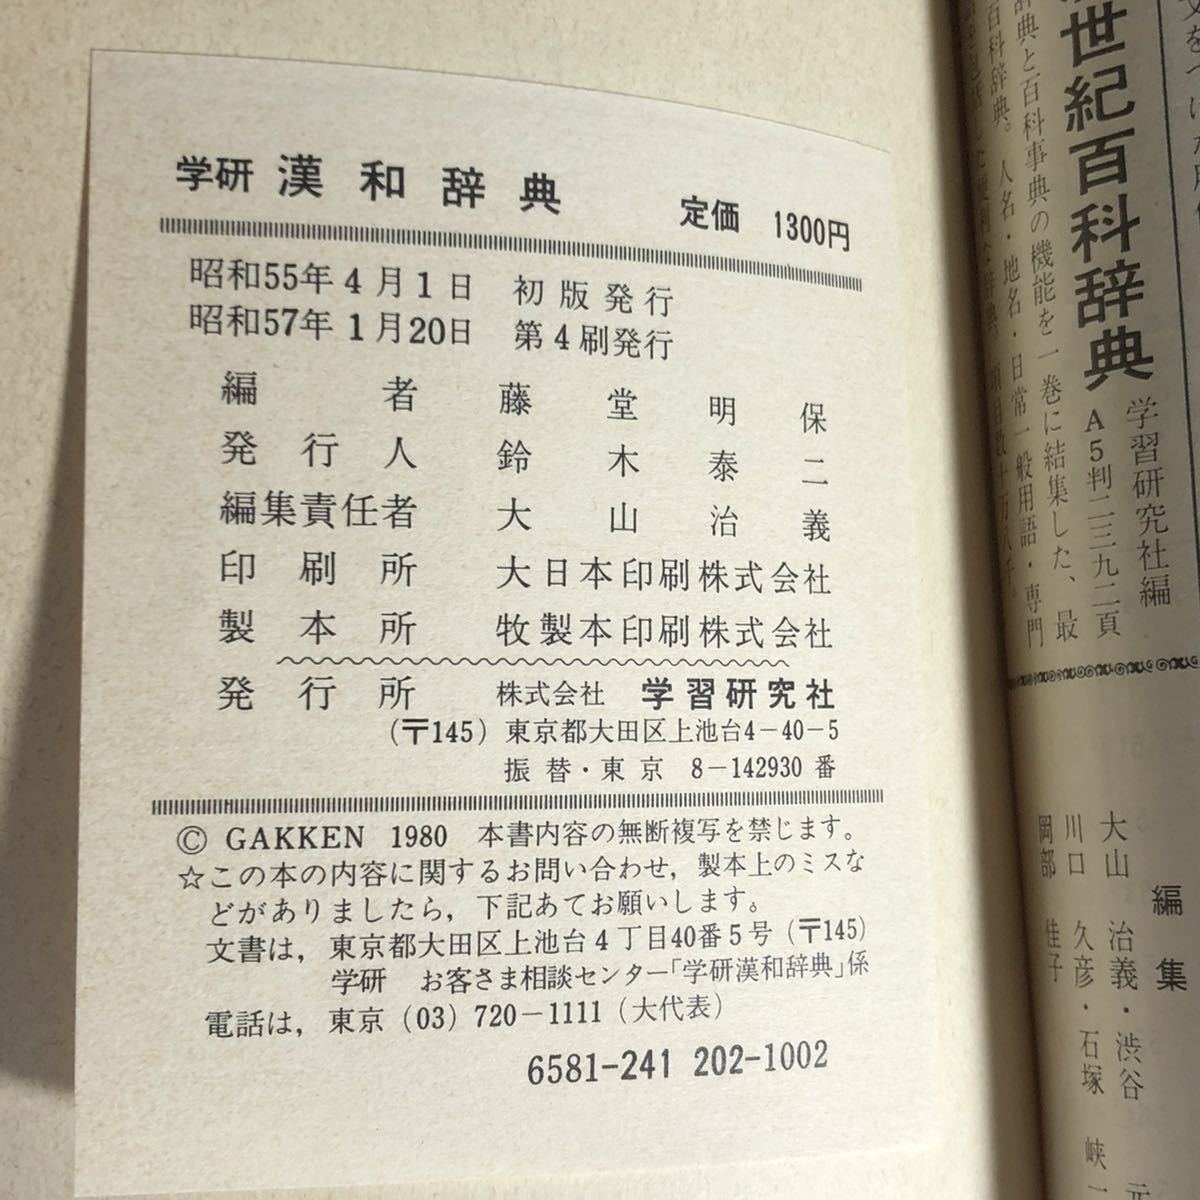 学研 漢和辞典 定価 1300円
昭和55年4月1日 初版発行
昭和57年1月20日 第4刷発行
編者 藤堂明保
発行人 鈴木泰二
編集責任者 大山治義
印刷所 大日本印刷株式会社
製本所 牧製本印刷株式会社
発行所 株式会社 学習研究社
(〒145) 東京都大田区上池台4-40-5
振替・東京 8-142930番
© GAKKEN 1980 本書内容の無断複写を禁じます。
☆この本の内容に関するお問い合わせ,製本上のミスな
どがありましたら,下記あてお願いします。
文書は,東京都大田区上池台4丁目40番5号(〒145)
学研 お客さま相談センター「学研漢和辞典」係
電話は,東京(03)720-1111(大代表)
6581-241 202-1002
世紀百科辞典 学習研究社編
A5判二三九二頁
辞典と百科事典の機能を一巻に結集した、最
百科辞典。人名・地名・日常一般用語・専門
編集
大山 治義・渋谷 元
川口 久彦・石塚 峡一
岡部 佳子